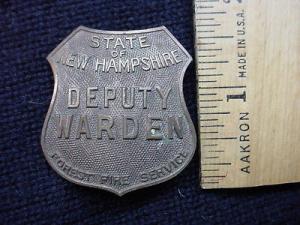 STATE
OF
NEW HAMPSHIRE
DEPUTY
WARDEN
FOREST FIRE SERVICE
1
AAKRON
MADE IN U.S.A.